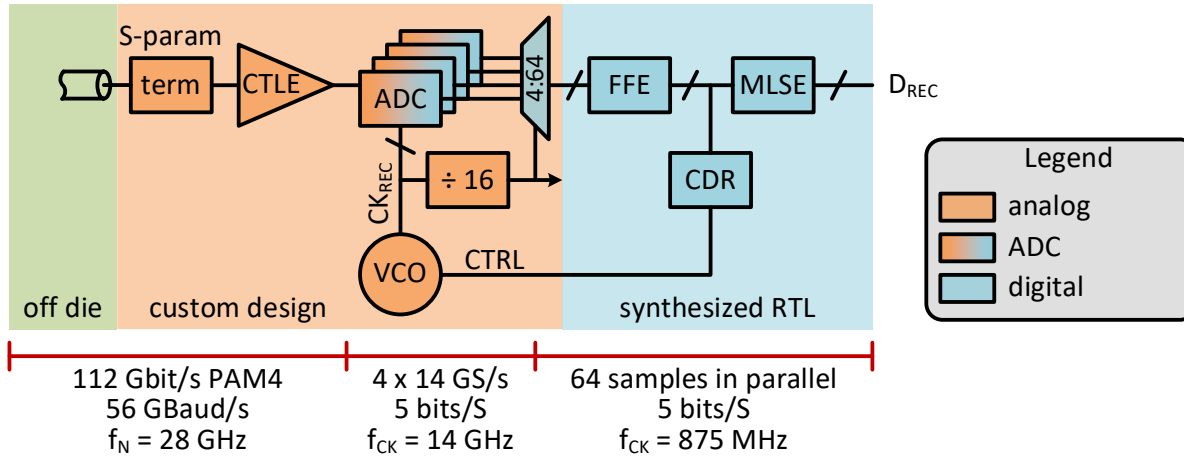 S-param
term
CTLE
ADC
4:64
FFE
MLSE
D_REC
CK_REC
÷ 16
CDR
VCO
CTRL
off die
custom design
synthesized RTL
Legend
analog
ADC
digital
112 Gbit/s PAM4
56 GBaud/s
f_N = 28 GHz
4 x 14 GS/s
5 bits/S
f_CK = 14 GHz
64 samples in parallel
5 bits/S
f_CK = 875 MHz